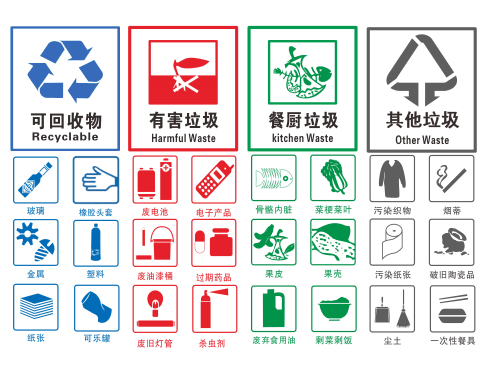 可回收物
Recyclable
有害垃圾
Harmful Waste
餐厨垃圾
kitchen Waste
其他垃圾
Other Waste
玻璃
橡胶头套
废电池
电子产品
骨骼内脏
菜梗菜叶
污染织物
烟蒂
金属
塑料
废油漆桶
过期药品
果皮
果壳
污染纸张
破旧陶瓷品
纸张
可乐罐
废旧灯管
杀虫剂
废弃食用油
剩菜剩饭
尘土
一次性餐具